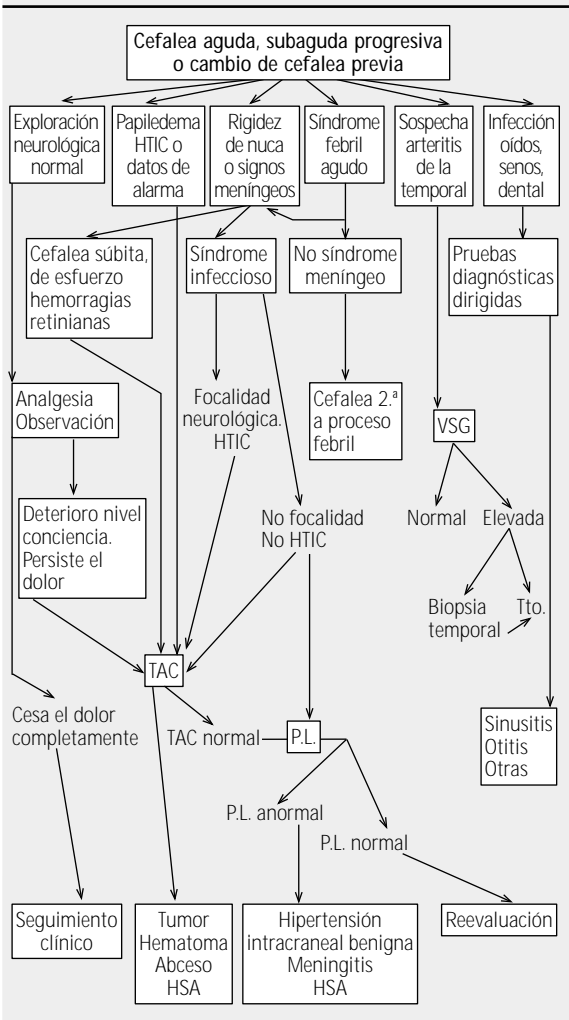 Cefalea aguda, subaguda progresiva
o cambio de cefalea previa
Exploración
neurológica
normal
Papiledema
HTIC o
datos de
alarma
Rigidez
de nuca
o signos
meníngeos
Síndrome
febril
agudo
Sospecha
arteritis
de la
temporal
Infección
oídos,
senos,
dental
Cefalea súbita,
de esfuerzo
hemorragias
retinianas
Síndrome
infeccioso
No síndrome
meníngeo
Pruebas
diagnósticas
dirigidas
Analgesia
Observación
Focalidad
neurológica.
HTIC
Cefalea 2.ª
a proceso
febril
VSG
Deterioro nivel
conciencia.
Persiste el
dolor
No focalidad
No HTIC
Normal
Elevada
Biopsia
temporal
Tto.
TAC
Cesa el dolor
completamente
TAC normal
P.L.
Sinusitis
Otitis
Otras
P.L. anormal
P.L. normal
Seguimiento
clínico
Tumor
Hematoma
Abceso
HSA
Hipertensión
intracraneal benigna
Meningitis
HSA
Reevaluación